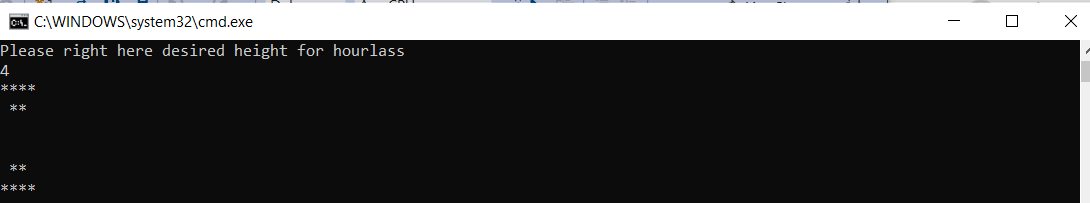 C:\WINDOWS\system32\cmd.exe
Please right here desired height for hourlass
4
****
 **


 **
****